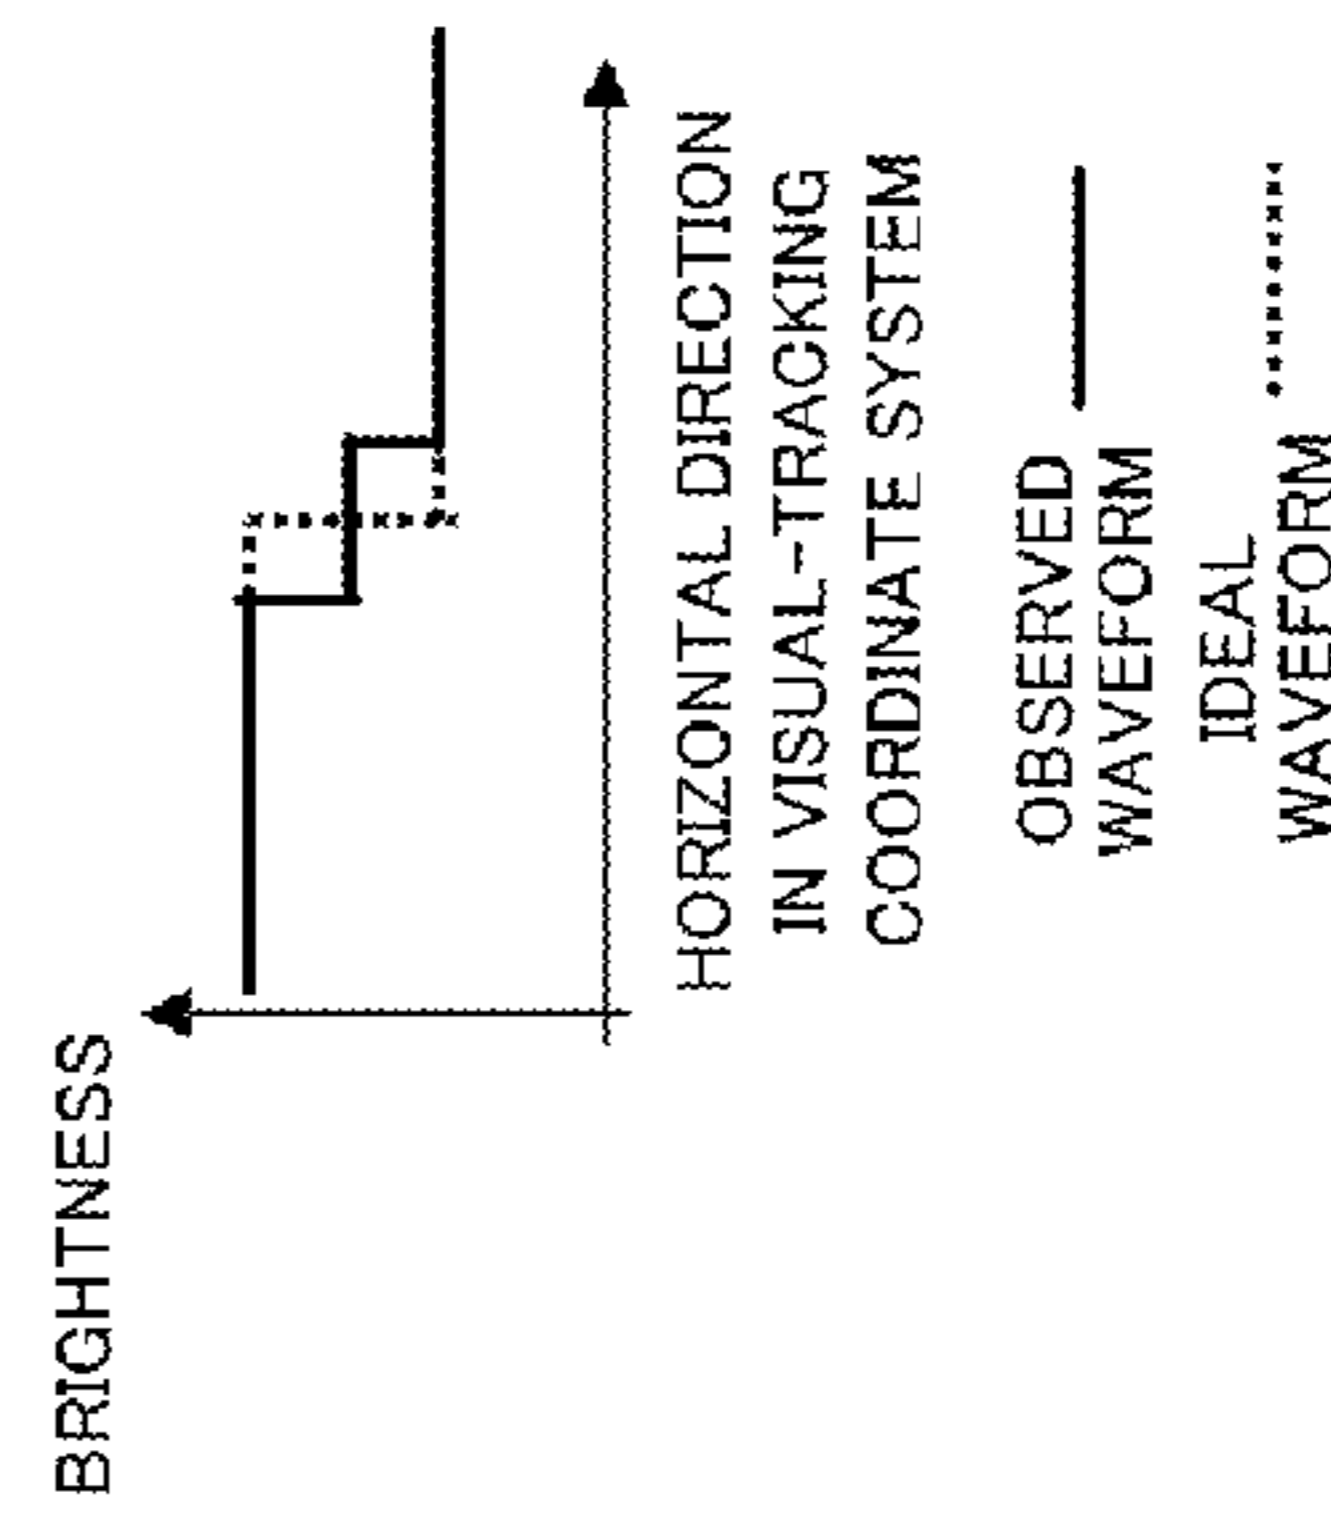 BRIGHTNESS
HORIZONTAL DIRECTION
IN VISUAL-TRACKING
COORDINATE SYSTEM
OBSERVED
WAVEFORM
IDEAL
WAVEFORM